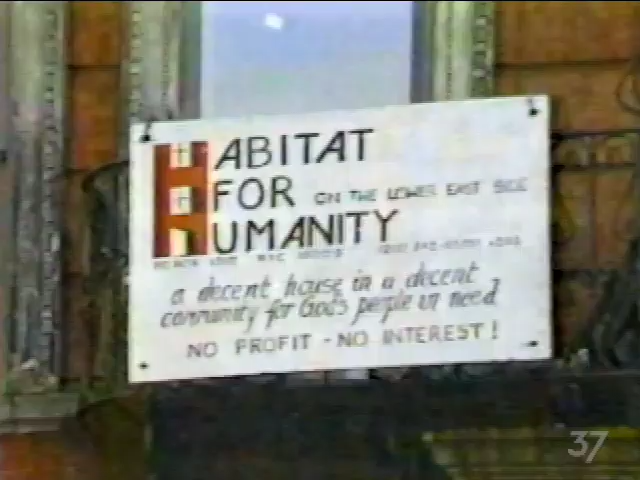 HABITAT
FOR ON THE LOWER EAST SIDE
HUMANITY
a decent house in a decent
community for God's people in need
NO PROFIT - NO INTEREST!
37